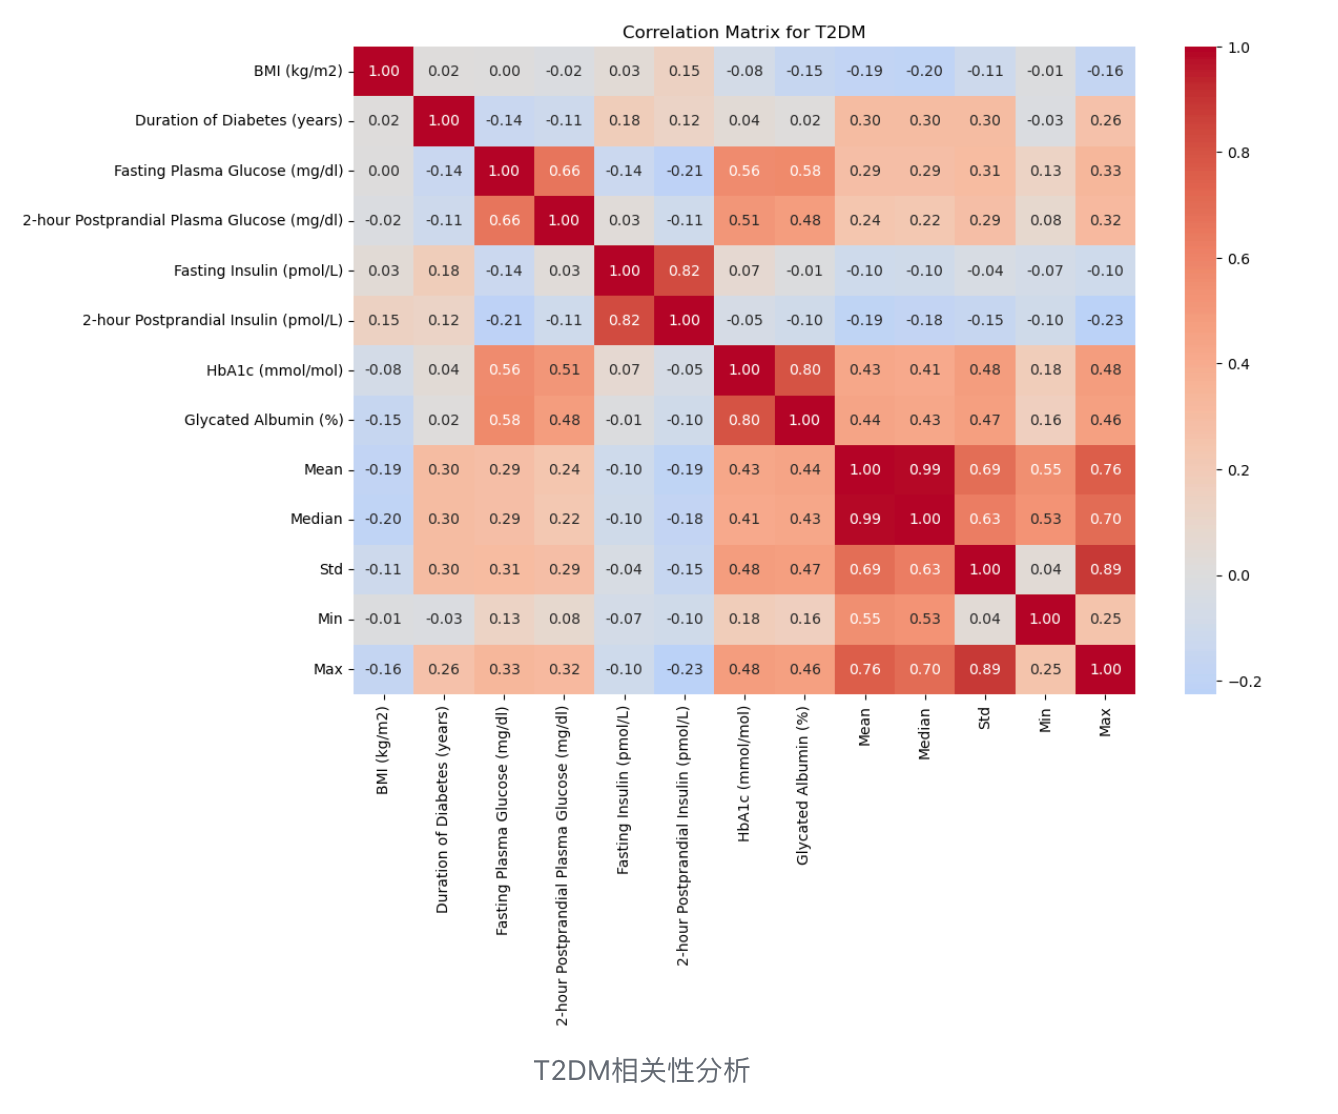 Correlation Matrix for T2DM
BMI (kg/m2) 1.00 0.02 0.00 -0.02 0.03 0.15 -0.08 -0.15 -0.19 -0.20 -0.11 -0.01 -0.16
Duration of Diabetes (years) 0.02 1.00 -0.14 -0.11 0.18 0.12 0.04 0.02 0.30 0.30 0.30 -0.03 0.26
Fasting Plasma Glucose (mg/dl) 0.00 -0.14 1.00 0.66 -0.14 -0.21 0.56 0.58 0.29 0.29 0.31 0.13 0.33
2-hour Postprandial Plasma Glucose (mg/dl) -0.02 -0.11 0.66 1.00 0.03 -0.11 0.51 0.48 0.24 0.22 0.29 0.08 0.32
Fasting Insulin (pmol/L) 0.03 0.18 -0.14 0.03 1.00 0.82 0.07 -0.01 -0.10 -0.10 -0.04 -0.07 -0.10
2-hour Postprandial Insulin (pmol/L) 0.15 0.12 -0.21 -0.11 0.82 1.00 -0.05 -0.10 -0.19 -0.18 -0.15 -0.10 -0.23
HbA1c (mmol/mol) -0.08 0.04 0.56 0.51 0.07 -0.05 1.00 0.80 0.43 0.41 0.48 0.18 0.48
Glycated Albumin (%) -0.15 0.02 0.58 0.48 -0.01 -0.10 0.80 1.00 0.44 0.43 0.47 0.16 0.46
Mean -0.19 0.30 0.29 0.24 -0.10 -0.19 0.43 0.44 1.00 0.99 0.69 0.55 0.76
Median -0.20 0.30 0.29 0.22 -0.10 -0.18 0.41 0.43 0.99 1.00 0.63 0.53 0.70
Std -0.11 0.30 0.31 0.29 -0.04 -0.15 0.48 0.47 0.69 0.63 1.00 0.04 0.89
Min -0.01 -0.03 0.13 0.08 -0.07 -0.10 0.18 0.16 0.55 0.53 0.04 1.00 0.25
Max -0.16 0.26 0.33 0.32 -0.10 -0.23 0.48 0.46 0.76 0.70 0.89 0.25 1.00
BMI (kg/m2)
Duration of Diabetes (years)
Fasting Plasma Glucose (mg/dl)
2-hour Postprandial Plasma Glucose (mg/dl)
Fasting Insulin (pmol/L)
2-hour Postprandial Insulin (pmol/L)
HbA1c (mmol/mol)
Glycated Albumin (%)
Mean
Median
Std
Min
Max
1.0
0.8
0.6
0.4
0.2
0.0
−0.2
T2DM相关性分析